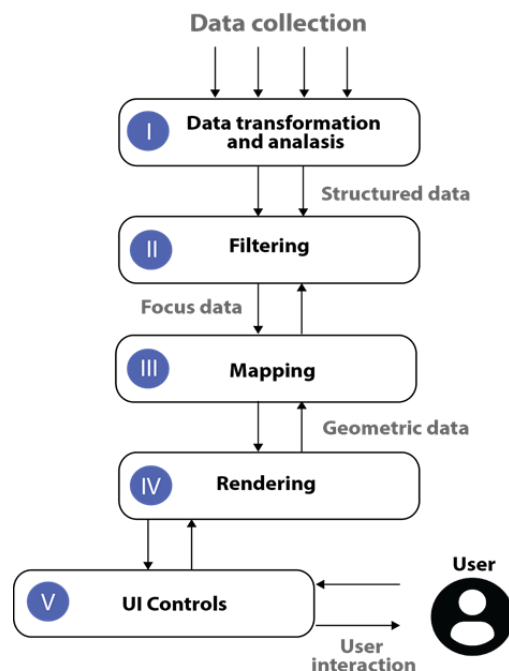 Data collection
I
Data transformation
and analasis
Structured data
II
Filtering
Focus data
III
Mapping
Geometric data
IV
Rendering
User
V
UI Controls
User
interaction